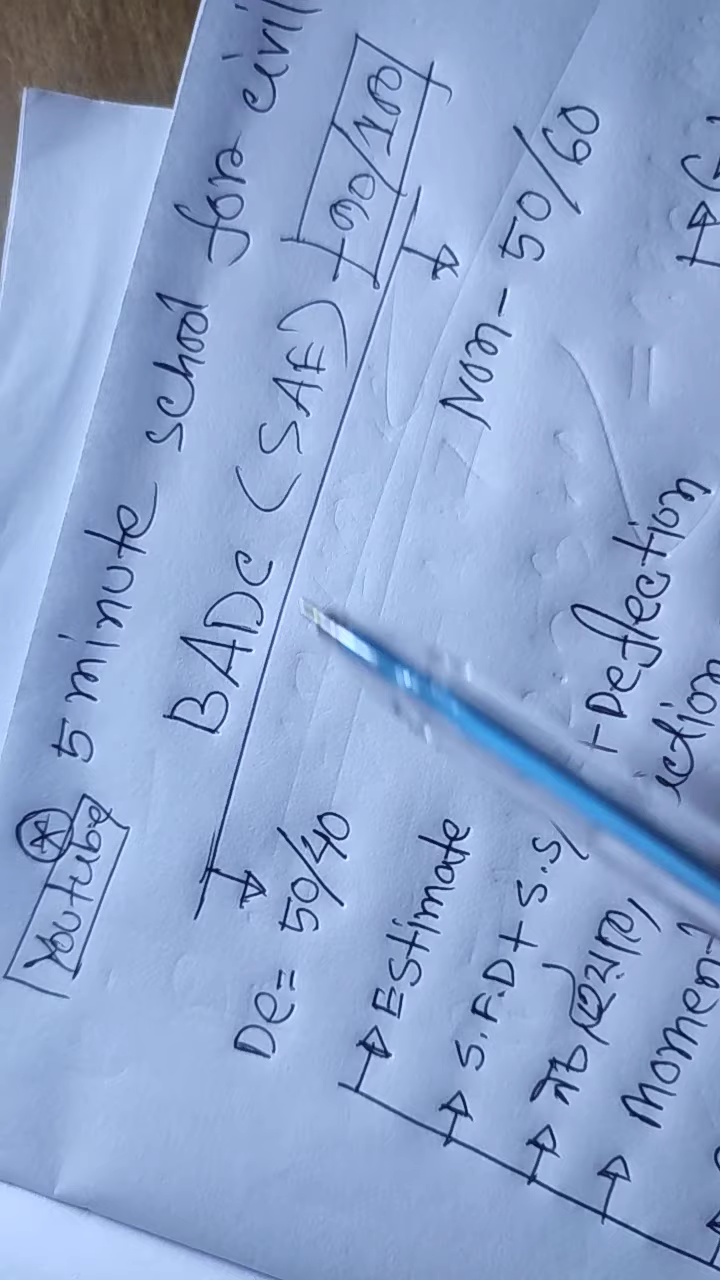 Youtube 5 minute school for civil
BADC (SAE) 90/100
De = 50/40
Non - 50/60
Estimate
S.F.D + S.S,
+ Deflection
Moment